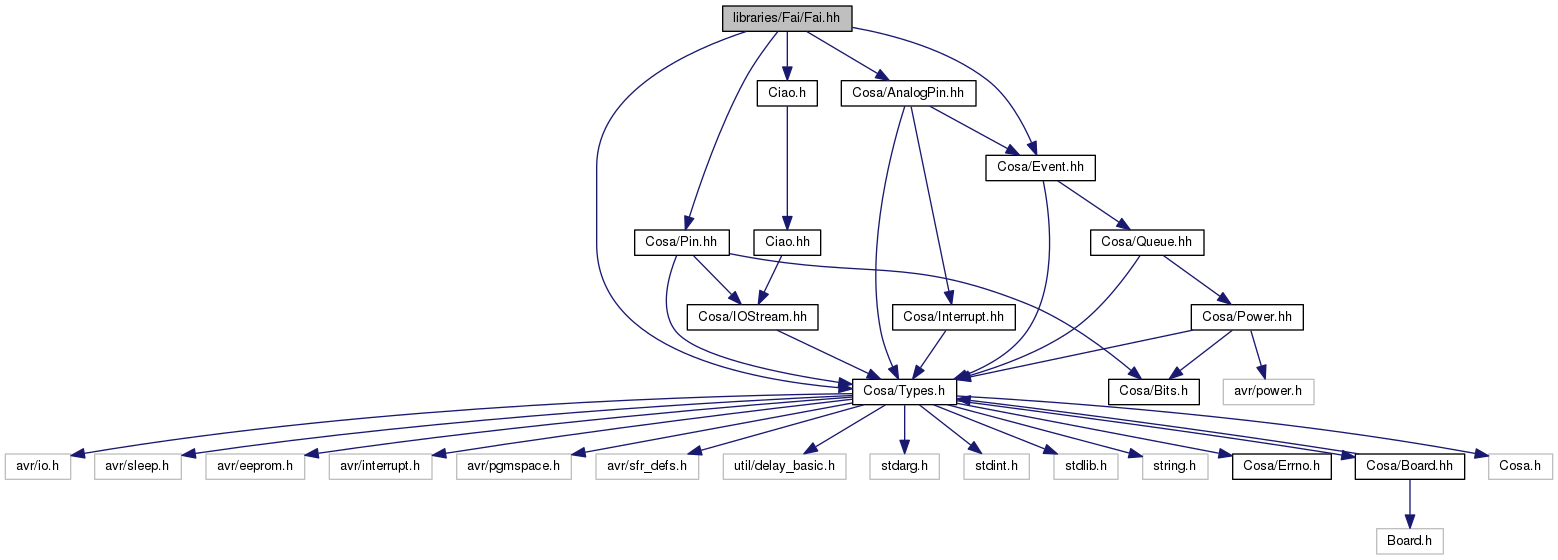 libraries/Fai/Fai.hh
Ciao.h
Cosa/AnalogPin.hh
Cosa/Event.hh
Cosa/Pin.hh
Ciao.hh
Cosa/Queue.hh
Cosa/IOStream.hh
Cosa/Interrupt.hh
Cosa/Power.hh
Cosa/Types.h
Cosa/Bits.h
avr/power.h
avr/io.h
avr/sleep.h
avr/eeprom.h
avr/interrupt.h
avr/pgmspace.h
avr/sfr_defs.h
util/delay_basic.h
stdarg.h
stdint.h
stdlib.h
string.h
Cosa/Errno.h
Cosa/Board.hh
Cosa.h
Board.h